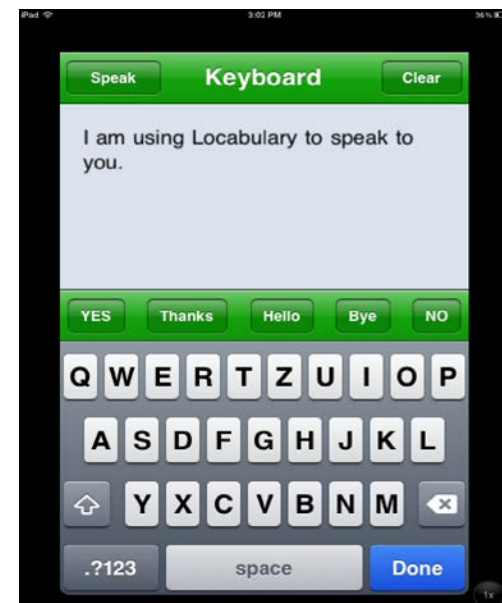 iPad 3:02 PM 36%
Speak Keyboard Clear
I am using Locabulary to speak to
you.
YES Thanks Hello Bye NO
Q W E R T Z U I O P
A S D F G H J K L
Y X C V B N M
.?123 space Done
1x